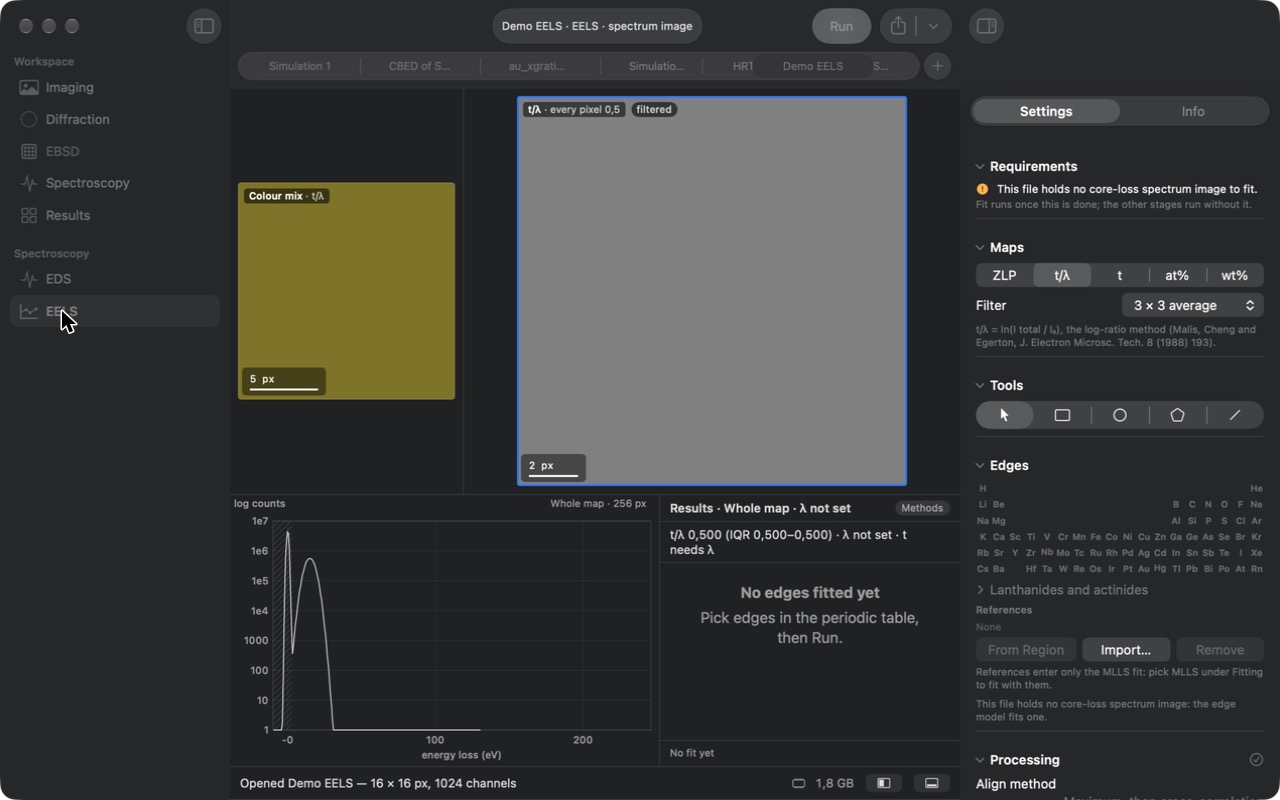 Demo EELS · EELS · spectrum image
Run
Simulation 1
CBED of S...
au_xgrati...
Simulatio...
HRT
Demo EELS
S...
Workspace
Imaging
Diffraction
EBSD
Spectroscopy
Results
Spectroscopy
EDS
EELS
Colour mix · t/λ
5 px
t/λ · every pixel 0,5
filtered
2 px
log counts
Whole map · 256 px
1e7
1e6
1e5
1e4
1000
100
10
1
-0
100
200
energy loss (eV)
Results · Whole map · λ not set
Methods
t/λ 0,500 (IQR 0,500–0,500) · λ not set · t
needs λ
No edges fitted yet
Pick edges in the periodic table,
then Run.
No fit yet
Opened Demo EELS — 16 × 16 px, 1024 channels
1,8 GB
Settings
Info
Requirements
This file holds no core-loss spectrum image to fit.
Fit runs once this is done; the other stages run without it.
Maps
ZLP
t/λ
t
at%
wt%
Filter
3 × 3 average
t/λ = ln(I total / I₀), the log-ratio method (Malis, Cheng and
Egerton, J. Electron Microsc. Tech. 8 (1988) 193).
Tools
Edges
H He
Li Be B C N O F Ne
Na Mg Al Si P S Cl Ar
K Ca Sc Ti V Cr Mn Fe Co Ni Cu Zn Ga Ge As Se Br Kr
Rb Sr Y Zr Nb Mo Tc Ru Rh Pd Ag Cd In Sn Sb Te I Xe
Cs Ba Hf Ta W Re Os Ir Pt Au Hg Tl Pb Bi Po At Rn
Lanthanides and actinides
References
None
From Region
Import...
Remove
References enter only the MLLS fit: pick MLLS under Fitting
to fit with them.
This file holds no core-loss spectrum image: the edge
model fits one.
Processing
Align method